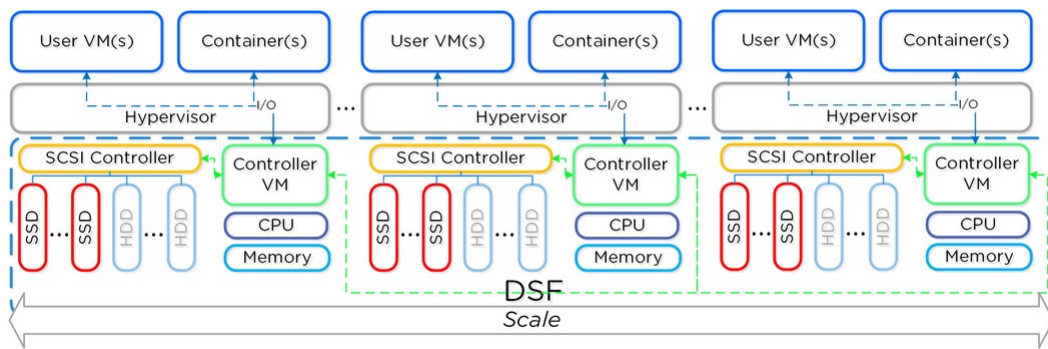 User VM(s) Container(s) User VM(s) Container(s) User VM(s) Container(s)
I/O I/O I/O
Hypervisor ... Hypervisor ... Hypervisor
SCSI Controller Controller VM SCSI Controller Controller VM SCSI Controller Controller VM
SSD ... SSD HDD ... HDD SSD ... SSD HDD ... HDD SSD ... SSD HDD ... HDD
CPU CPU CPU
Memory Memory Memory
DSF
Scale